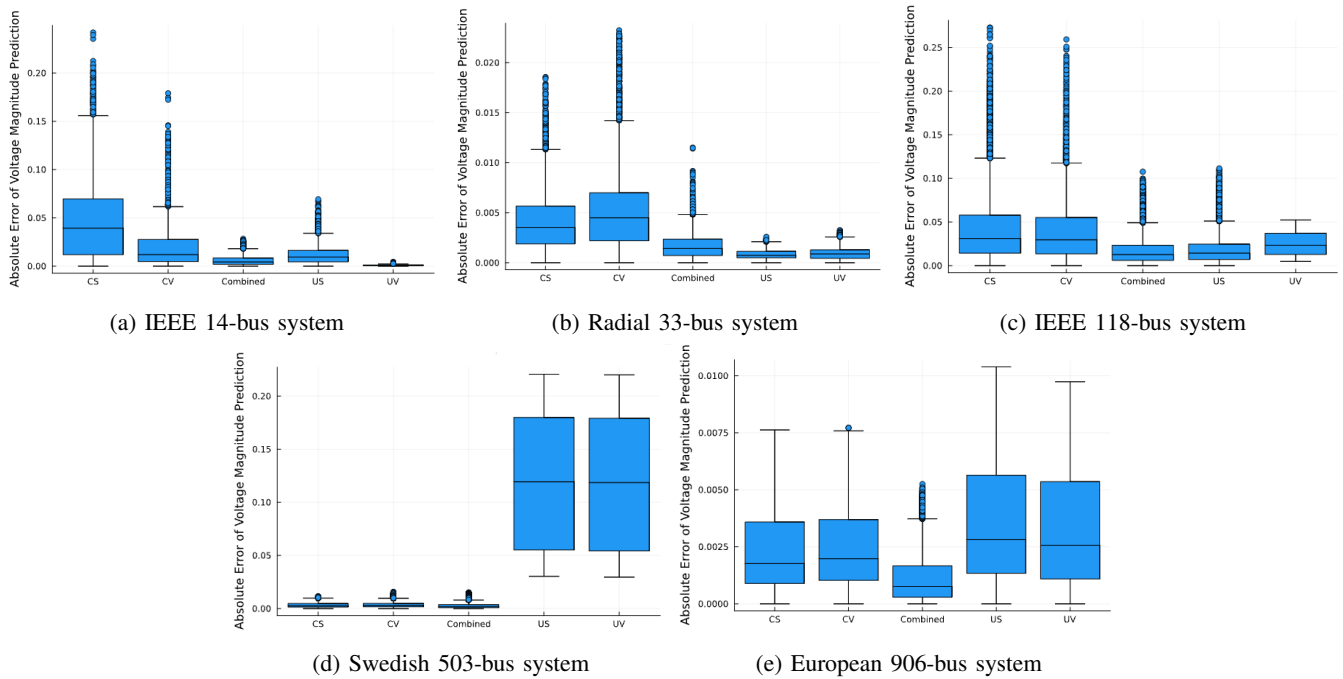 Absolute Error of Voltage Magnitude Prediction
0.20
0.15
0.10
0.05
0.00
CS CV Combined US UV
(a) IEEE 14-bus system
Absolute Error of Voltage Magnitude Prediction
0.020
0.015
0.010
0.005
0.000
CS CV Combined US UV
(b) Radial 33-bus system
Absolute Error of Voltage Magnitude Prediction
0.25
0.20
0.15
0.10
0.05
0.00
CS CV Combined US UV
(c) IEEE 118-bus system
Absolute Error of Voltage Magnitude Prediction
0.20
0.15
0.10
0.05
0.00
CS CV Combined US UV
(d) Swedish 503-bus system
Absolute Error of Voltage Magnitude Prediction
0.0100
0.0075
0.0050
0.0025
0.0000
CS CV Combined US UV
(e) European 906-bus system